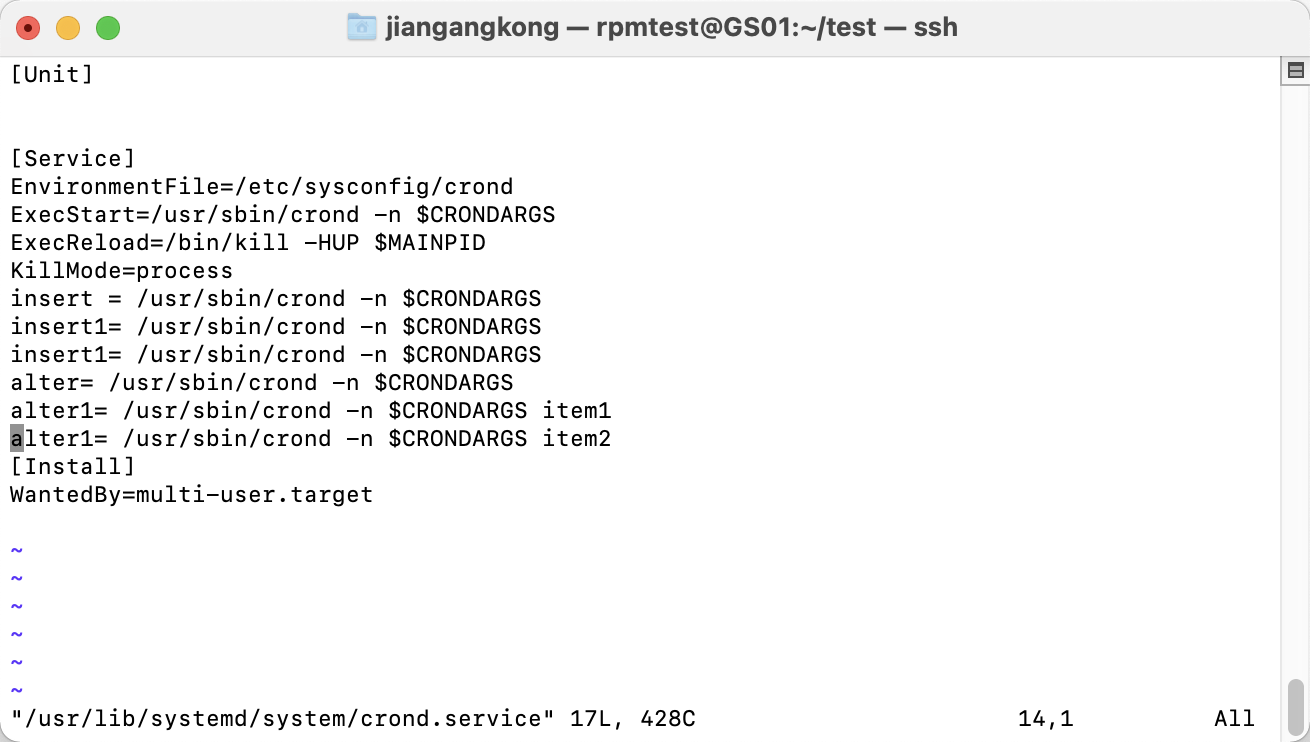 jiangangkong — rpmtest@GS01:~/test — ssh
[Unit]
[Service]
EnvironmentFile=/etc/sysconfig/crond
ExecStart=/usr/sbin/crond -n $CRONDARGS
ExecReload=/bin/kill -HUP $MAINPID
KillMode=process
insert = /usr/sbin/crond -n $CRONDARGS
insert1= /usr/sbin/crond -n $CRONDARGS
insert1= /usr/sbin/crond -n $CRONDARGS
alter= /usr/sbin/crond -n $CRONDARGS
alter1= /usr/sbin/crond -n $CRONDARGS item1
alter1= /usr/sbin/crond -n $CRONDARGS item2
[Install]
WantedBy=multi-user.target
~
~
~
~
~
~
"/usr/lib/systemd/system/crond.service" 17L, 428C 14,1 All